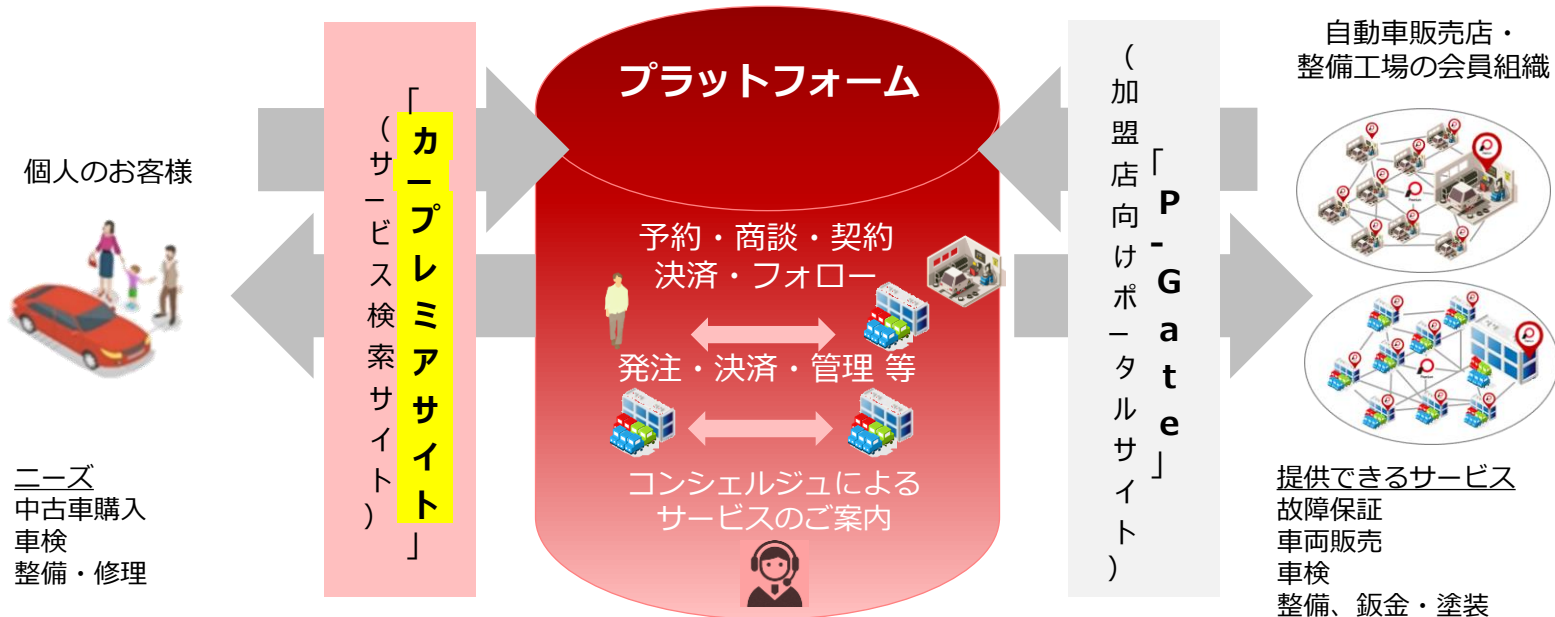 個人のお客様
ニーズ
中古車購入
車検
整備・修理
「カープレミアサイト」
（サービス検索サイト）
プラットフォーム
予約・商談・契約
決済・フォロー
発注・決済・管理 等
コンシェルジュによる
サービスのご案内
「P-Gate」
（加盟店向けポータルサイト）
自動車販売店・
整備工場の会員組織
提供できるサービス
故障保証
車両販売
車検
整備、鈑金・塗装